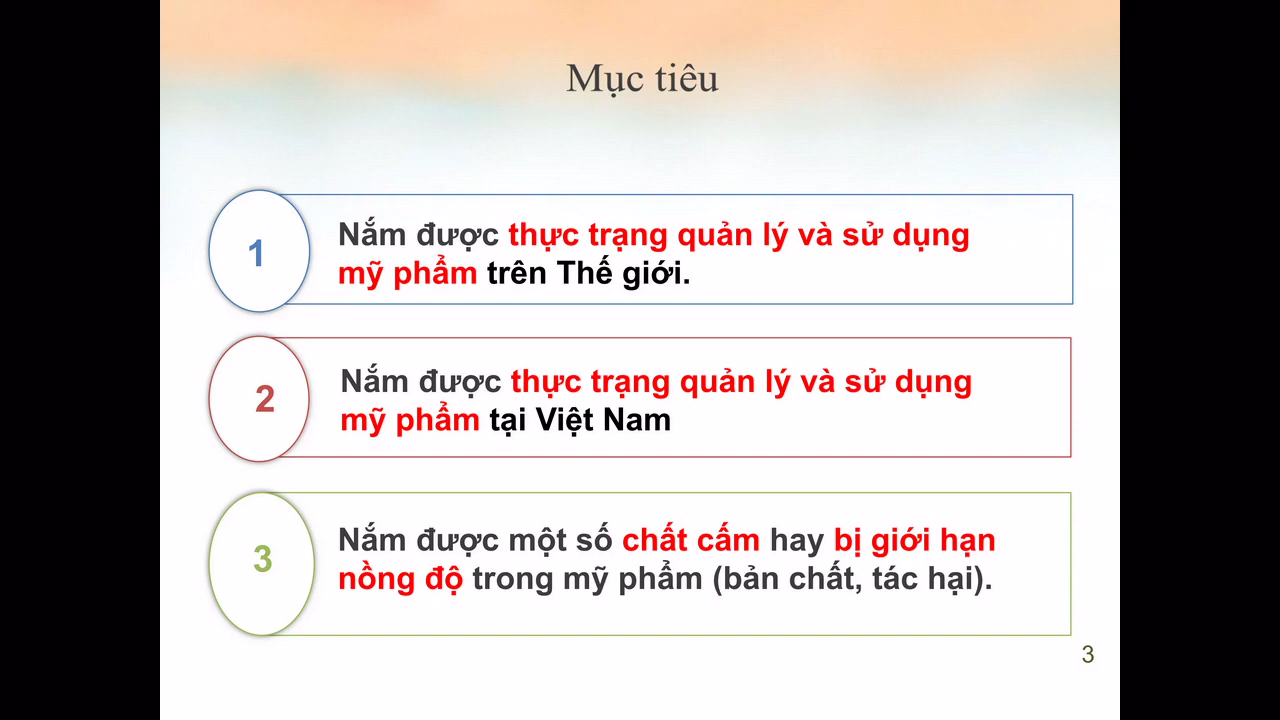 Mục tiêu
1
Nắm được thực trạng quản lý và sử dụng
mỹ phẩm trên Thế giới.
2
Nắm được thực trạng quản lý và sử dụng
mỹ phẩm tại Việt Nam
3
Nắm được một số chất cấm hay bị giới hạn
nồng độ trong mỹ phẩm (bản chất, tác hại).
3